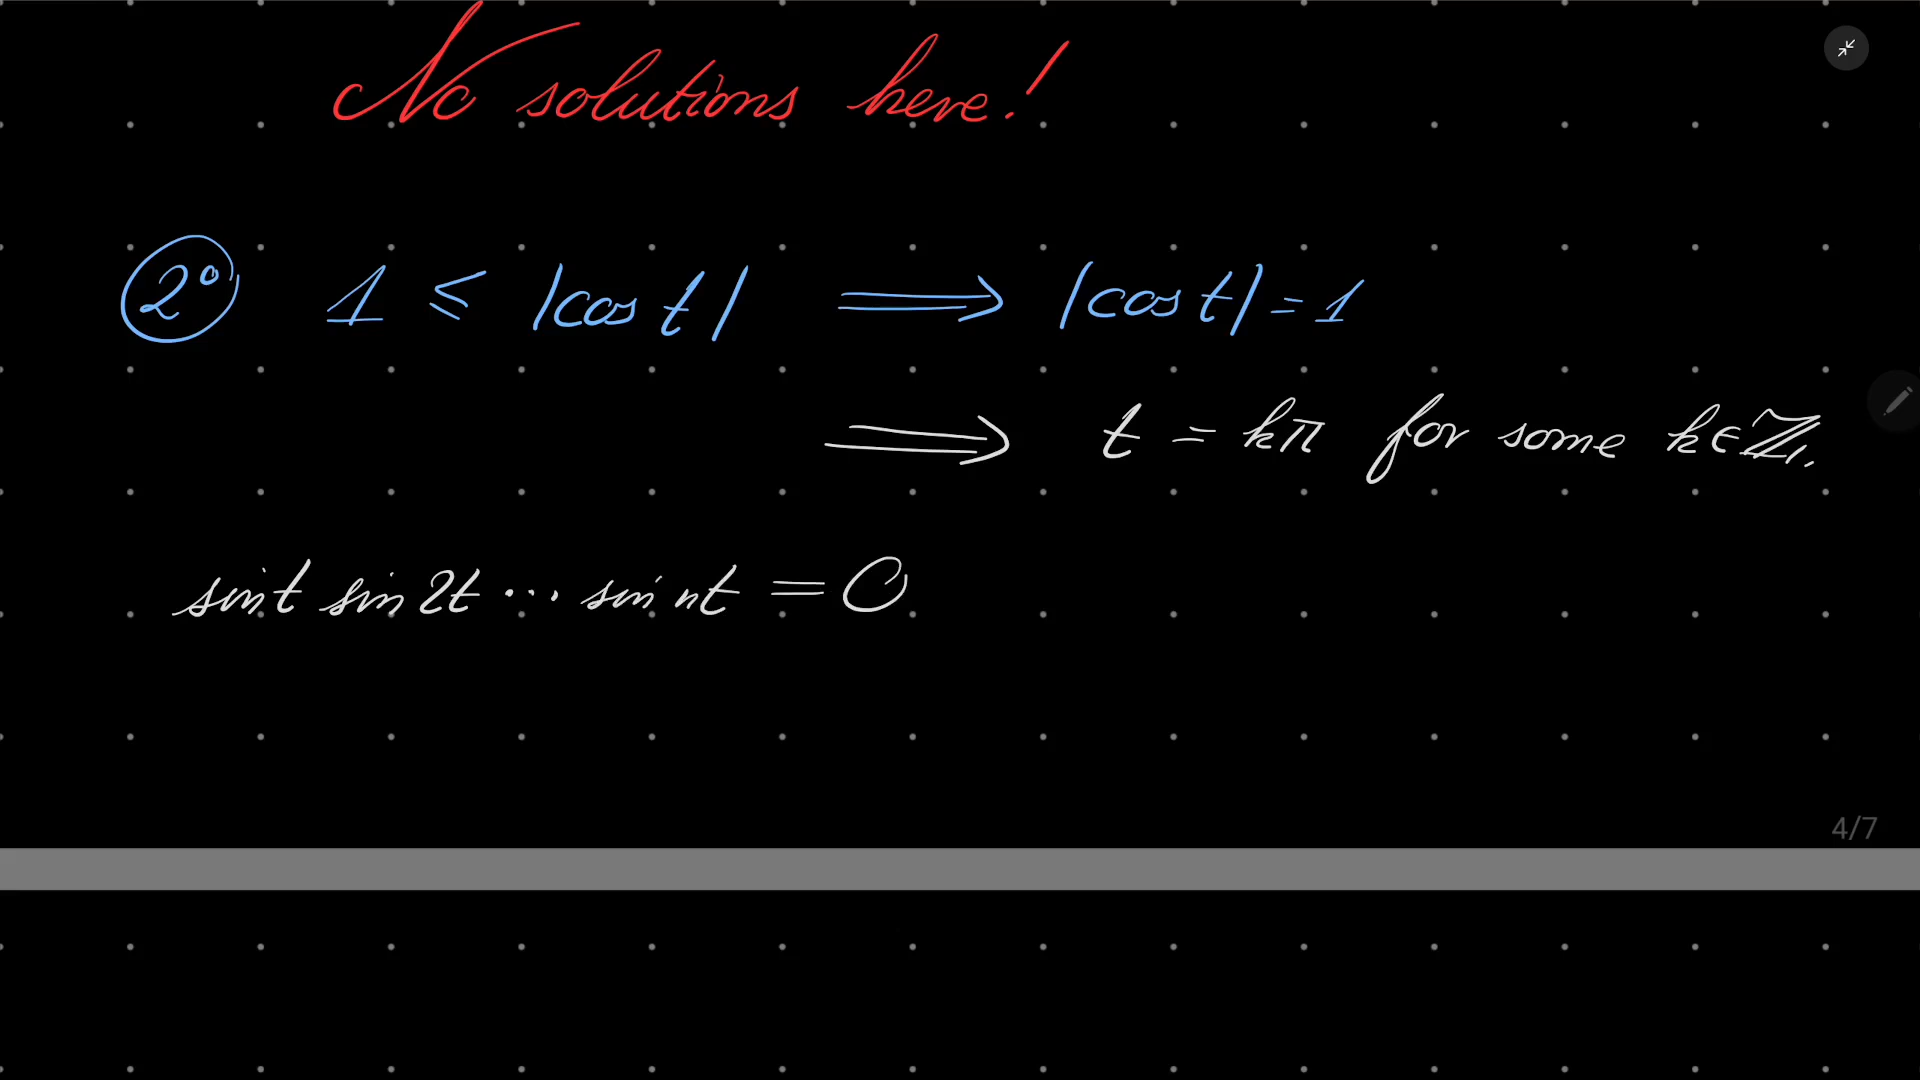 No solutions here!
2° 1 ≤ |cos t| ⟹ |cos t| = 1
⟹ t = kπ for some k∈ℤ.
sin t sin 2t ... sin nt = 0
4/7